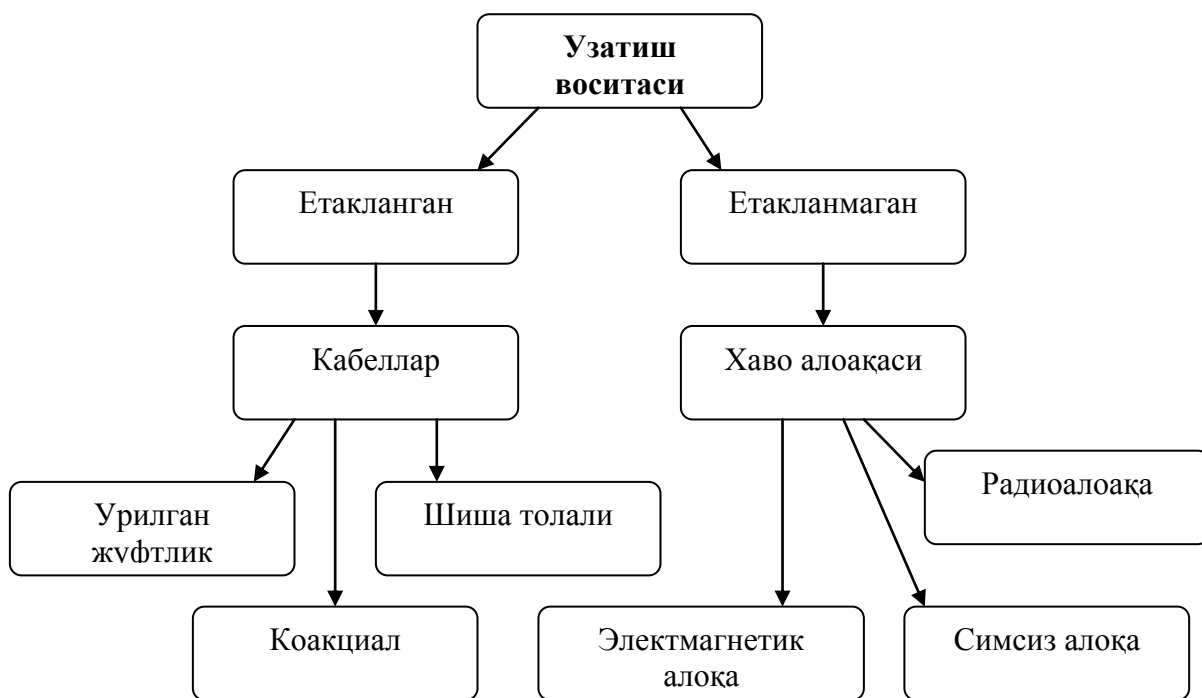 Узатиш
воситаси
Етакланган
Етакланмаган
Кабеллар
Хаво алоақаси
Урилган
жуфтлик
Шиша толали
Радиоалоақа
Коакциал
Электмагнетик
алоқа
Симсиз алоқа